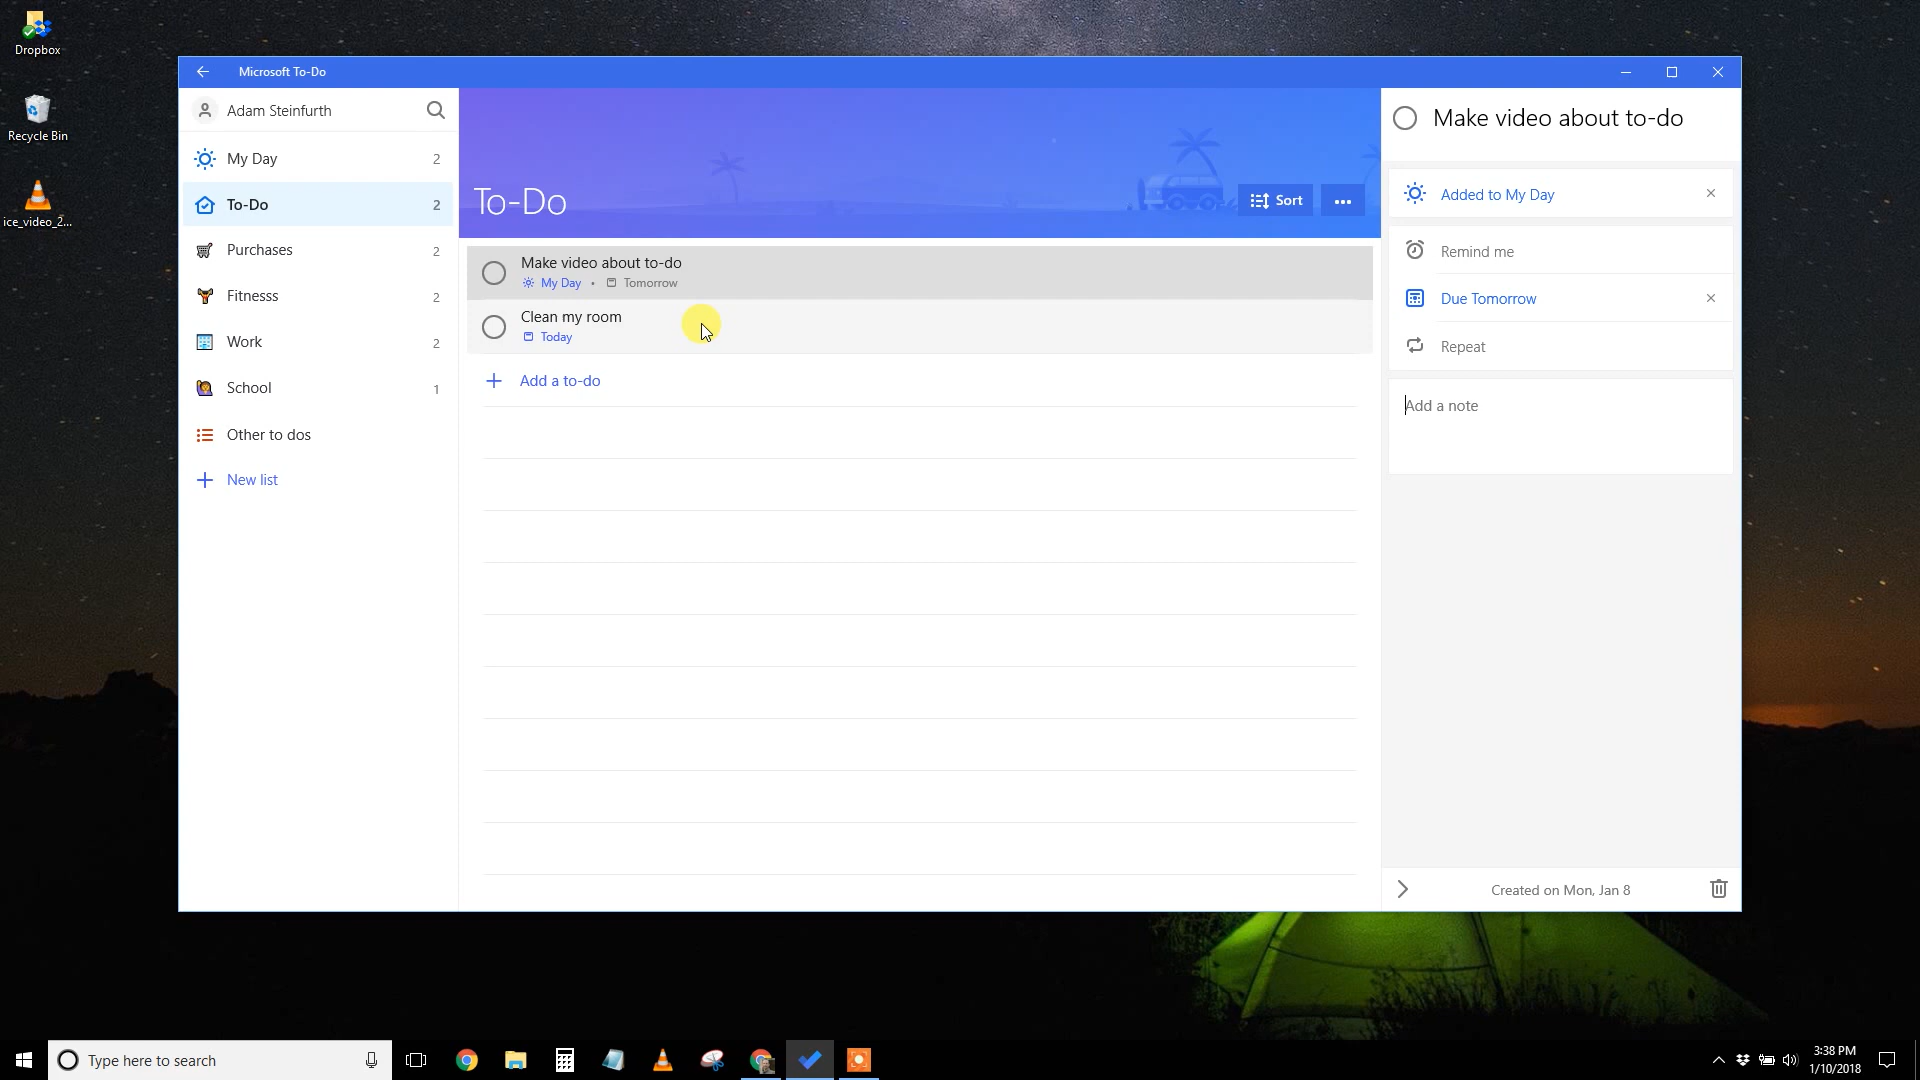 Dropbox
Recycle Bin
ice_video_2...
Microsoft To-Do
Adam Steinfurth
My Day 2
To-Do 2
Purchases 2
Fitnesss 2
Work 2
School 1
Other to dos
New list
To-Do
Sort
Make video about to-do
My Day • Tomorrow
Clean my room
Today
Add a to-do
Make video about to-do
Added to My Day
Remind me
Due Tomorrow
Repeat
Add a note
Created on Mon, Jan 8
Type here to search
3:38 PM
1/10/2018